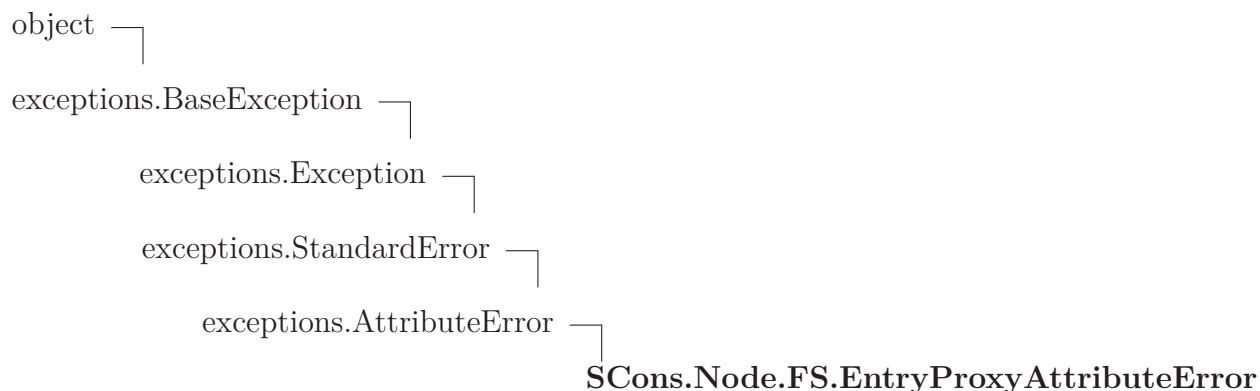 object
exceptions.BaseException
exceptions.Exception
exceptions.StandardError
exceptions.AttributeError
SCons.Node.FS.EntryProxyAttributeError